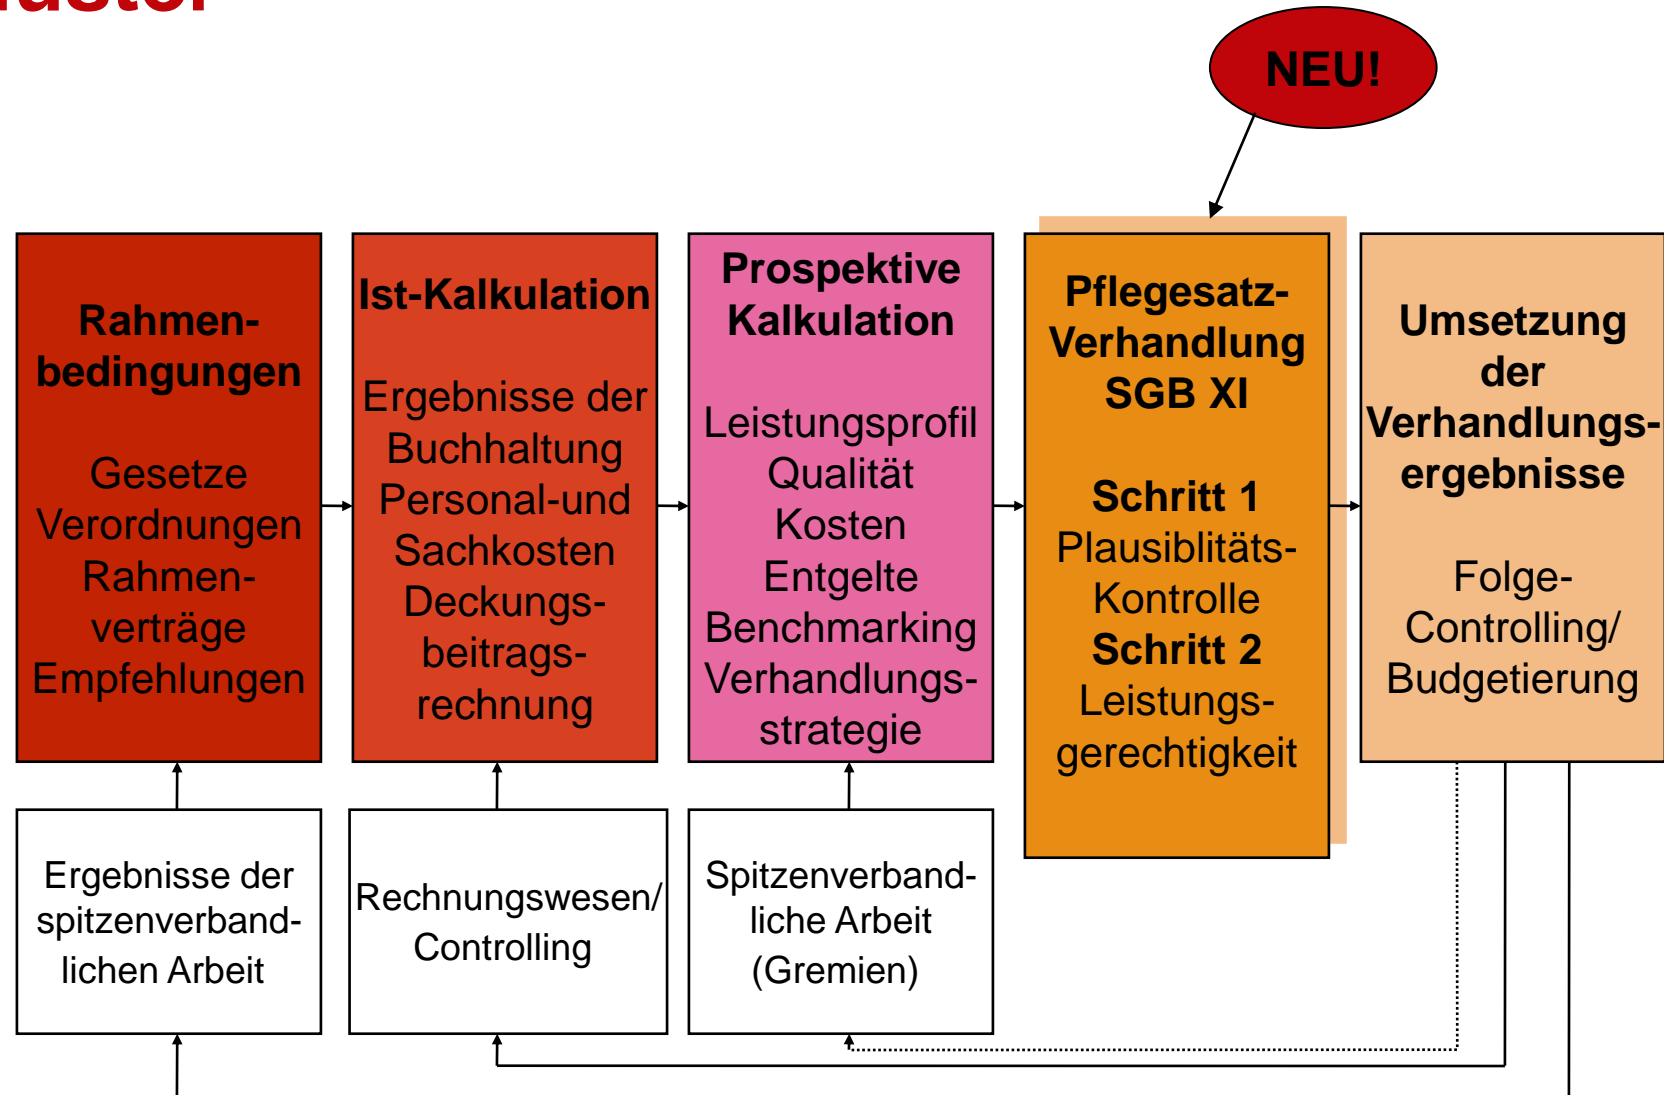 NEU!
Rahmen-
bedingungen
Gesetze
Verordnungen
Rahmen-
verträge
Empfehlungen
Ist-Kalkulation
Ergebnisse der
Buchhaltung
Personal-und
Sachkosten
Deckungs-
beitrags-
rechnung
Prospektive
Kalkulation
Leistungsprofil
Qualität
Kosten
Entgelte
Benchmarking
Verhandlungs-
strategie
Pflegesatz-
Verhandlung
SGB XI
Schritt 1
Plausiblitäts-
Kontrolle
Schritt 2
Leistungs-
gerechtigkeit
Umsetzung
der
Verhandlungs-
ergebnisse
Folge-
Controlling/
Budgetierung
Ergebnisse der
spitzenverband-
lichen Arbeit
Rechnungswesen/
Controlling
Spitzenverband-
liche Arbeit
(Gremien)